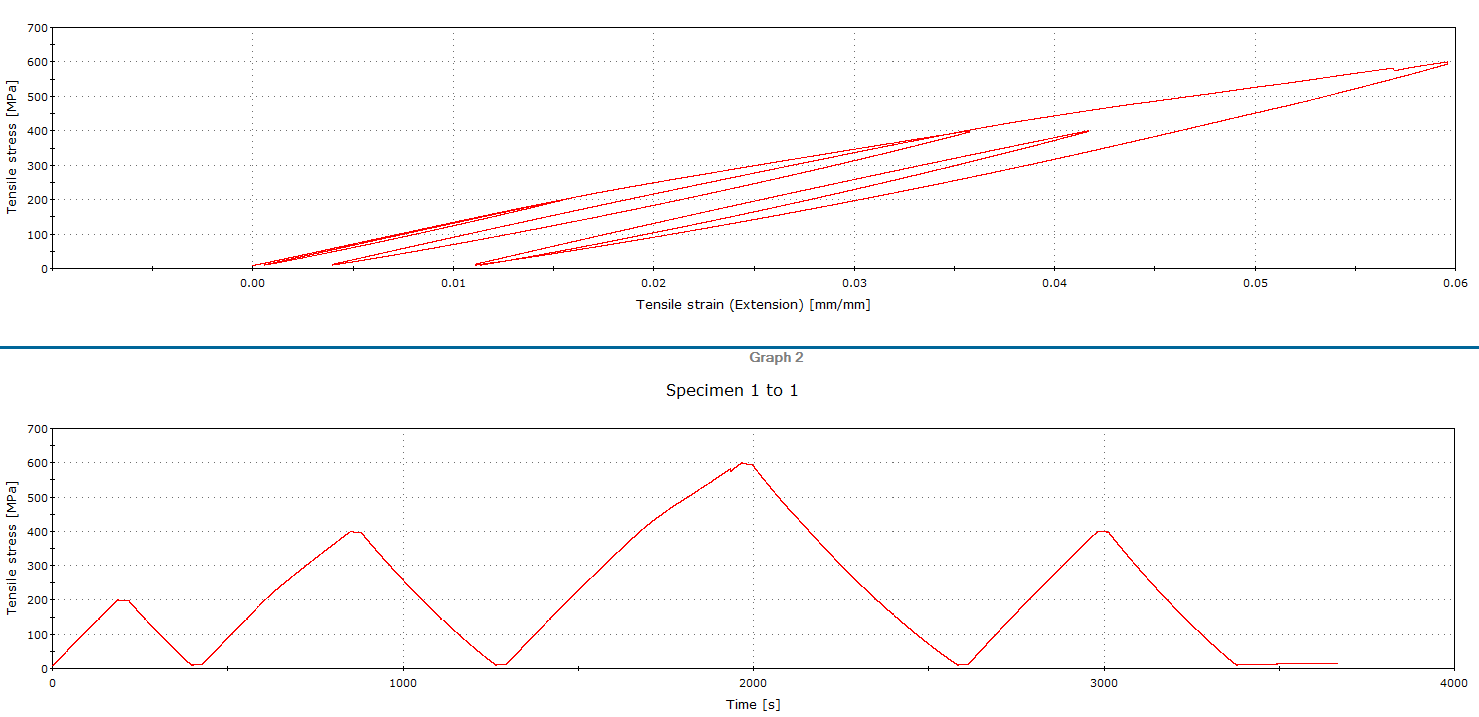 700
600
500
400
300
200
100
0
Tensile stress [MPa]
0.00 0.01 0.02 0.03 0.04 0.05 0.06
Tensile strain (Extension) [mm/mm]
Graph 2
Specimen 1 to 1
700
600
500
400
300
200
100
0
Tensile stress [MPa]
0 1000 2000 3000 4000
Time [s]